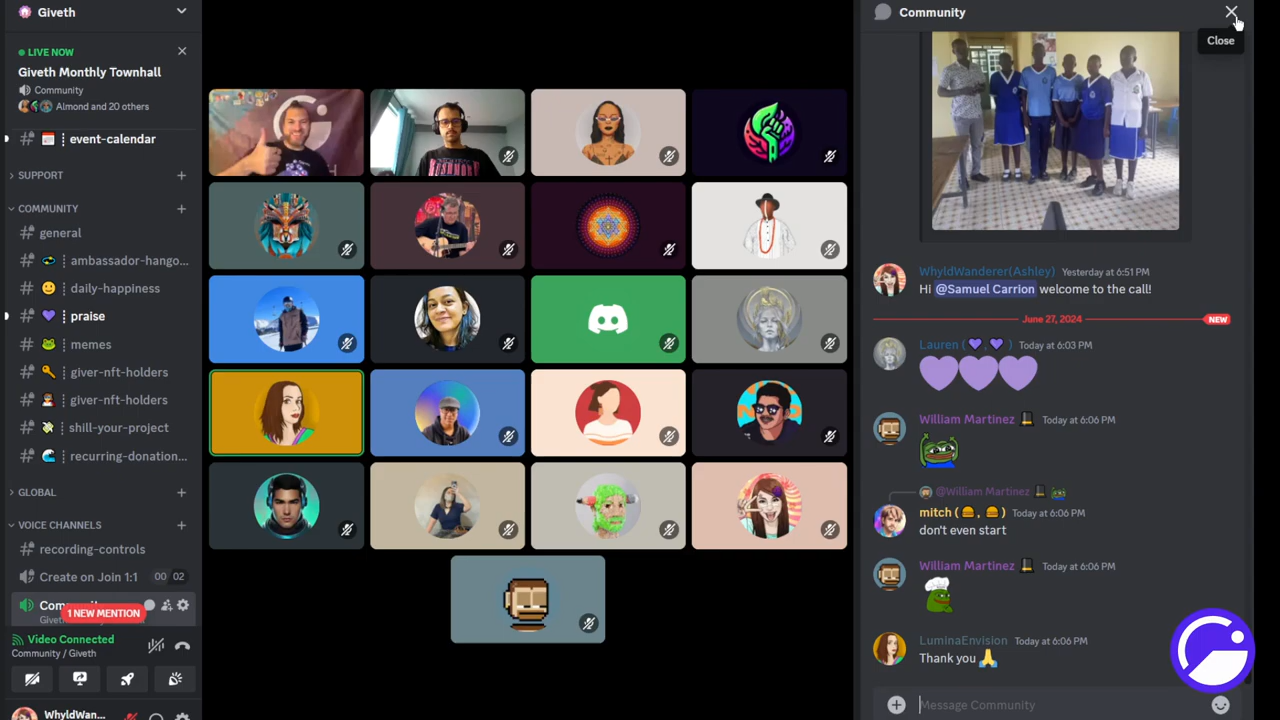 Giveth
LIVE NOW
Giveth Monthly Townhall
Community
Almond and 20 others
event-calendar
SUPPORT
COMMUNITY
general
ambassador-hango...
daily-happiness
praise
memes
giver-nft-holders
giver-nft-holders
shill-your-project
recurring-donation...
GLOBAL
VOICE CHANNELS
recording-controls
Create on Join 1:1 00 02
1 NEW MENTION
Video Connected
Community / Giveth
WhyldWan...
Community
Close
WhyldWanderer(Ashley) Yesterday at 6:51 PM
Hi @Samuel Carrion welcome to the call!
June 27, 2024 NEW
Lauren (💜,💜) Today at 6:03 PM
William Martinez Today at 6:06 PM
@William Martinez
mitch (🍔,🍔) Today at 6:06 PM
don't even start
William Martinez Today at 6:06 PM
LuminaEnvision Today at 6:06 PM
Thank you 🙏
Message Community